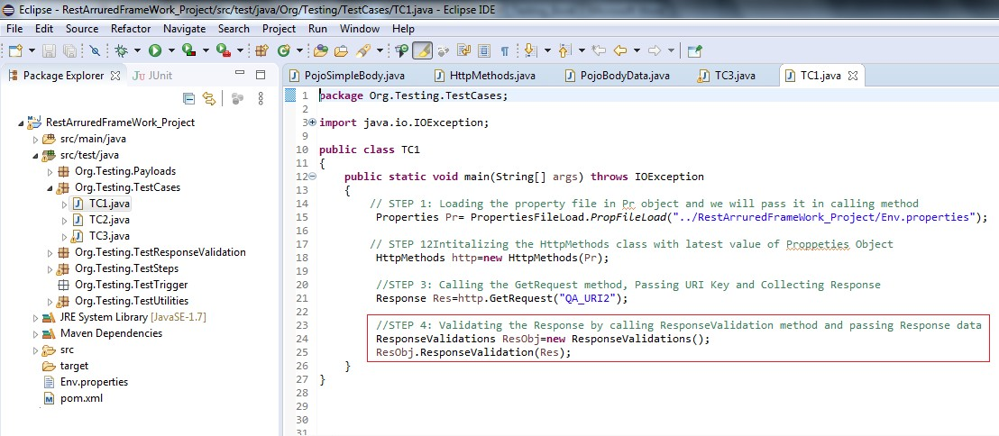 Eclipse - RestArruredFrameWork_Project/src/test/java/Org/Testing/TestCases/TC1.java - Eclipse IDE
File Edit Source Refactor Navigate Search Project Run Window Help
Package Explorer JUnit
PojoSimpleBody.java HttpMethods.java PojoBodyData.java TC3.java TC1.java
RestArruredFrameWork_Project
src/main/java
src/test/java
Org.Testing.Payloads
Org.Testing.TestCases
TC1.java
TC2.java
TC3.java
Org.Testing.TestResponseValidation
Org.Testing.TestSteps
Org.Testing.TestTrigger
Org.Testing.TestUtilities
JRE System Library [JavaSE-1.7]
Maven Dependencies
src
target
Env.properties
pom.xml
1 package Org.Testing.TestCases;
2
3 import java.io.IOException;
9
10 public class TC1
11 {
12 public static void main(String[] args) throws IOException
13 {
14 // STEP 1: Loading the property file in Pr object and we will pass it in calling method
15 Properties Pr= PropertiesFileLoad.PropFileLoad("../RestArruredFrameWork_Project/Env.properties");
16
17 // STEP 12Intitalizing the HttpMethods class with latest value of Proppeties Object
18 HttpMethods http=new HttpMethods(Pr);
19
20 //STEP 3: Calling the GetRequest method, Passing URI Key and Collecting Response
21 Response Res=http.GetRequest("QA_URI2");
22
23 //STEP 4: Validating the Response by calling ResponseValidation method and passing Response data
24 ResponseValidations ResObj=new ResponseValidations();
25 ResObj.ResponseValidation(Res);
26 }
27 }
28
29
30
31